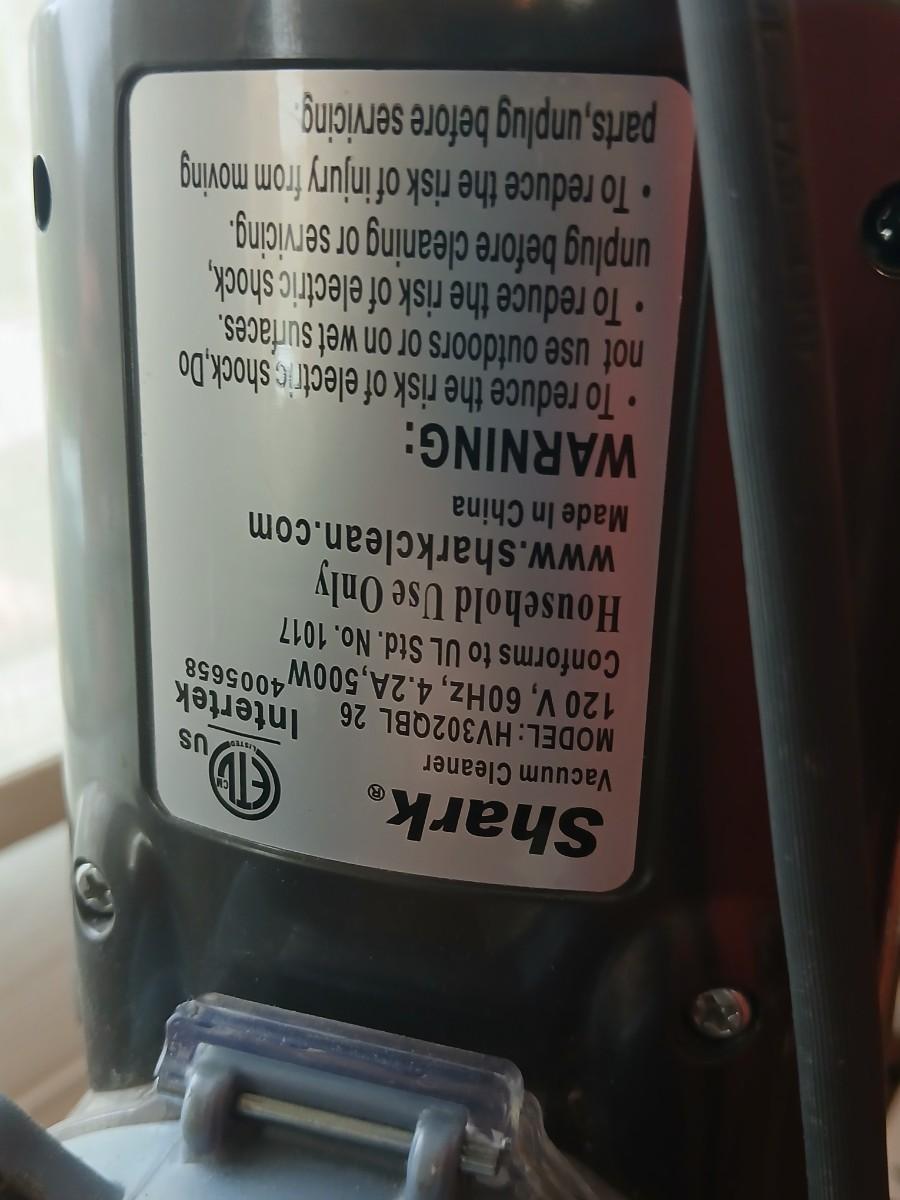 Shark®
Vacuum Cleaner
ETL CM LISTED US
Intertek
4005658
MODEL: HV302QBL 26
120 V, 60Hz, 4.2A,500W
Conforms to UL Std. No. 1017
Household Use Only
www.sharkclean.com
Made In China
WARNING:
• To reduce the risk of electric shock,Do
not use outdoors or on wet surfaces.
• To reduce the risk of electric shock,
unplug before cleaning or servicing.
• To reduce the risk of injury from moving
parts,unplug before servicing.